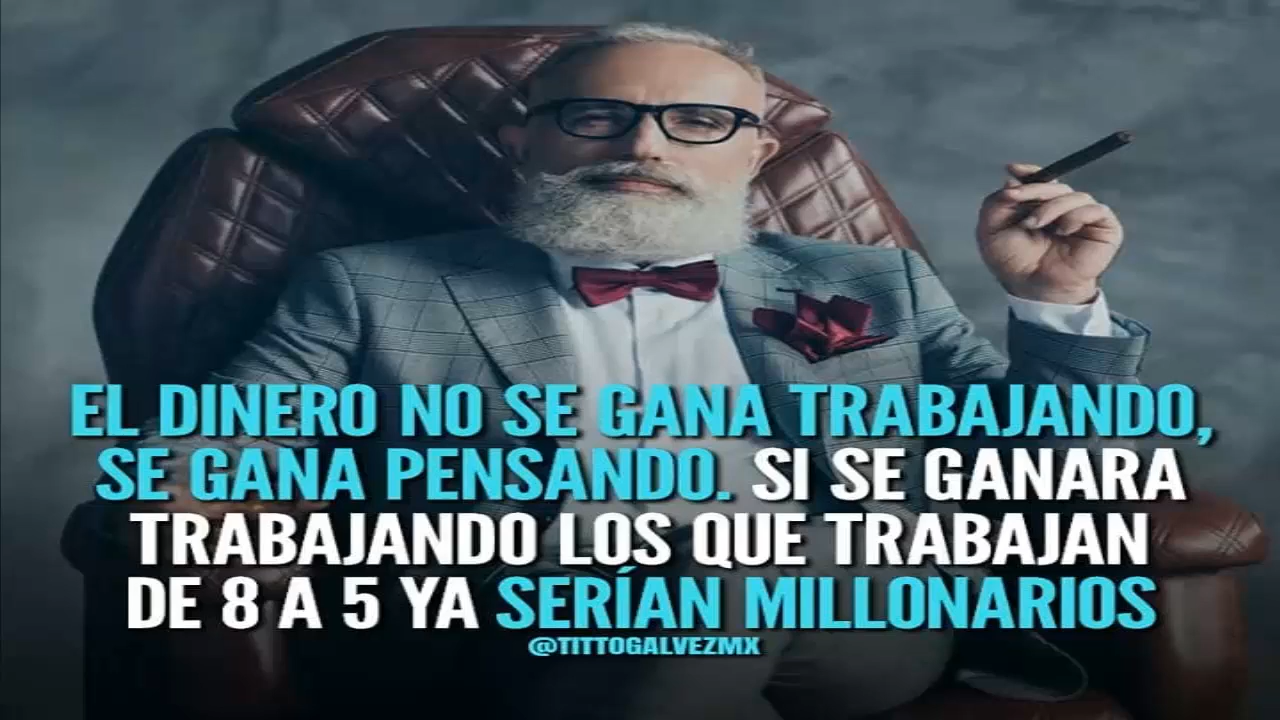 EL DINERO NO SE GANA TRABAJANDO,
SE GANA PENSANDO. SI SE GANARA
TRABAJANDO LOS QUE TRABAJAN
DE 8 A 5 YA SERÍAN MILLONARIOS
@TITTOGALVEZMX